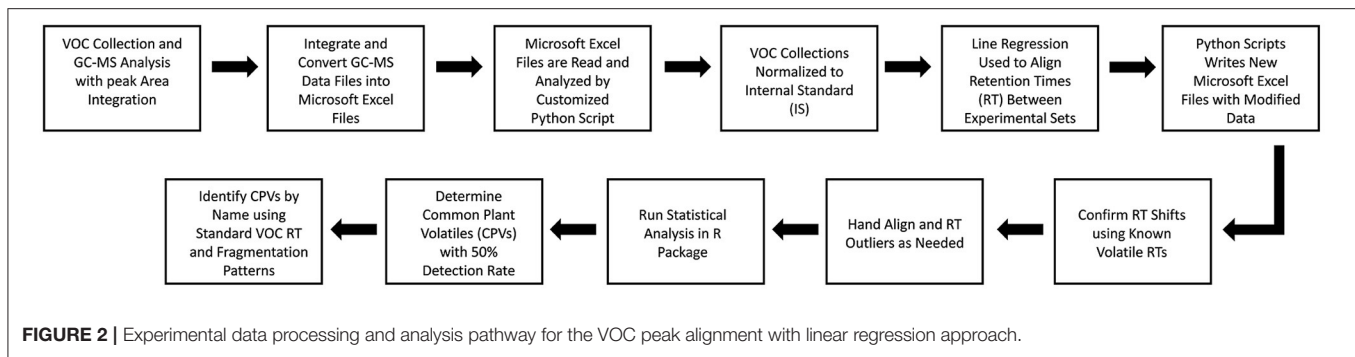 VOC Collection and
GC-MS Analysis
with peak Area
Integration
Integrate and
Convert GC-MS
Data Files into
Microsoft Excel
Files
Microsoft Excel
Files are Read and
Analyzed by
Customized
Python Script
VOC Collections
Normalized to
Internal Standard
(IS)
Line Regression
Used to Align
Retention Times
(RT) Between
Experimental Sets
Python Scripts
Writes New
Microsoft Excel
Files with Modified
Data
Confirm RT Shifts
using Known
Volatile RTs
Hand Align and RT
Outliers as Needed
Run Statistical
Analysis in R
Package
Determine
Common Plant
Volatiles (CPVs)
with 50%
Detection Rate
Identify CPVs by
Name using
Standard VOC RT
and Fragmentation
Patterns
FIGURE 2 | Experimental data processing and analysis pathway for the VOC peak alignment with linear regression approach.